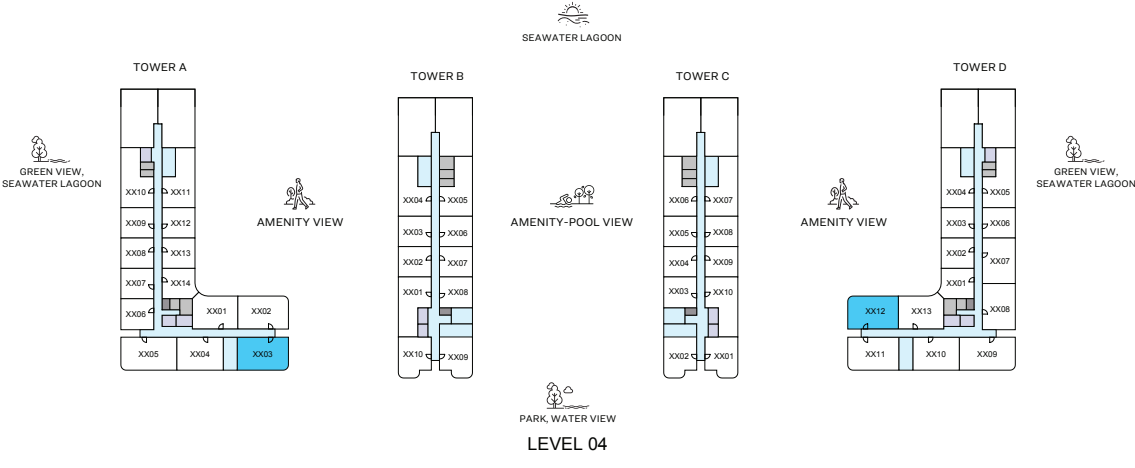 SEAWATER LAGOON
TOWER A
TOWER B
TOWER C
TOWER D
GREEN VIEW,
SEAWATER LAGOON
AMENITY VIEW
AMENITY-POOL VIEW
AMENITY VIEW
GREEN VIEW,
SEAWATER LAGOON
XX10 XX11
XX09 XX12
XX08 XX13
XX07 XX14
XX06 XX01 XX02
XX05 XX04 XX03
XX04 XX05
XX03 XX06
XX02 XX07
XX01 XX08
XX10 XX09
XX06 XX07
XX05 XX08
XX04 XX09
XX03 XX10
XX02 XX01
XX04 XX05
XX03 XX06
XX02 XX07
XX01
XX12 XX13 XX08
XX11 XX10 XX09
PARK, WATER VIEW
LEVEL 04